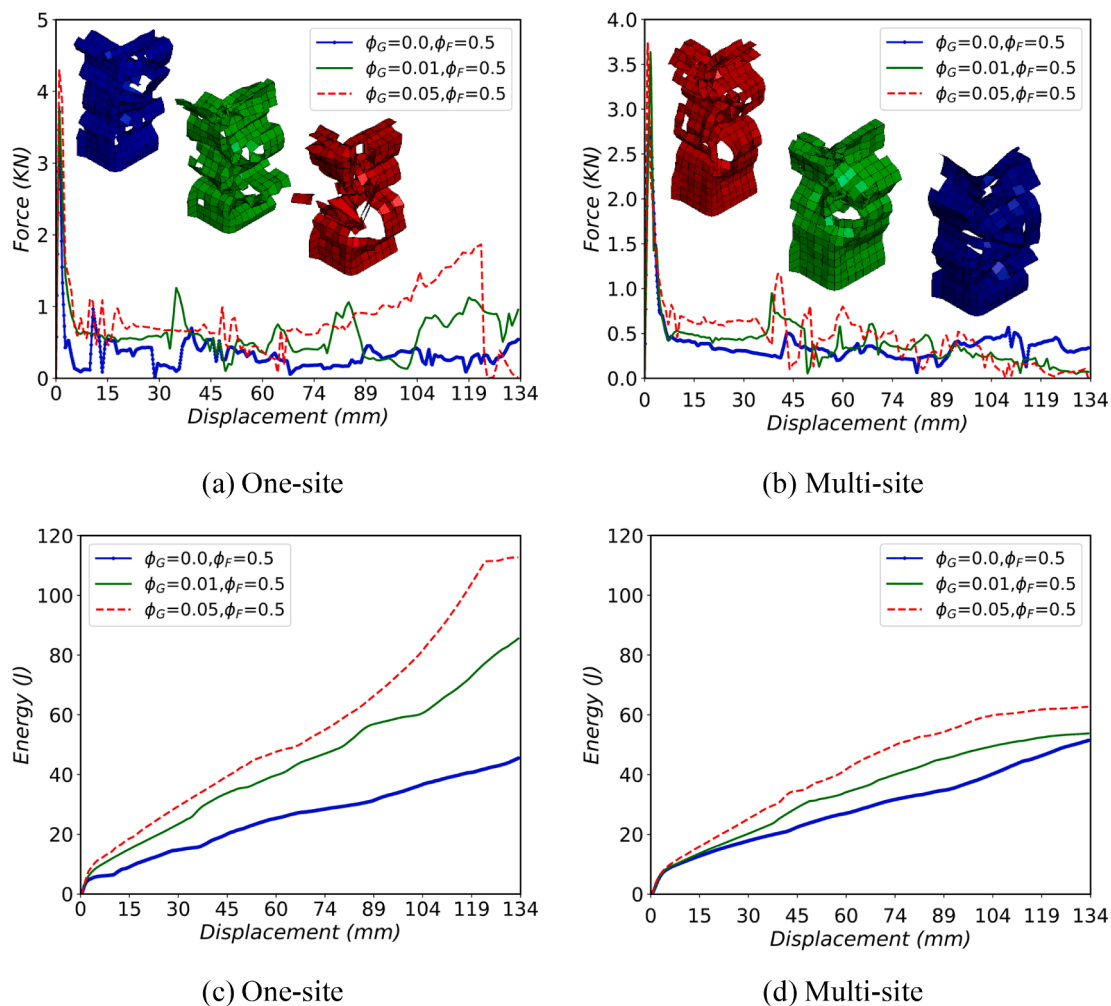 5
4
3
2
1
0
Force (KN)
ϕG=0.0,ϕF=0.5
ϕG=0.01,ϕF=0.5
ϕG=0.05,ϕF=0.5
1 15 30 45 60 74 89 104 119 134
Displacement (mm)
(a) One-site
4.0
3.5
3.0
2.5
2.0
1.5
1.0
0.5
0.0
Force (KN)
ϕG=0.0,ϕF=0.5
ϕG=0.01,ϕF=0.5
ϕG=0.05,ϕF=0.5
1 15 30 45 60 74 89 104 119 134
Displacement (mm)
(b) Multi-site
120
100
80
60
40
20
0
Energy (J)
ϕG=0.0,ϕF=0.5
ϕG=0.01,ϕF=0.5
ϕG=0.05,ϕF=0.5
0 15 30 45 60 74 89 104 119 134
Displacement (mm)
(c) One-site
120
100
80
60
40
20
0
Energy (J)
ϕG=0.0,ϕF=0.5
ϕG=0.01,ϕF=0.5
ϕG=0.05,ϕF=0.5
0 15 30 45 60 74 89 104 119 134
Displacement (mm)
(d) Multi-site